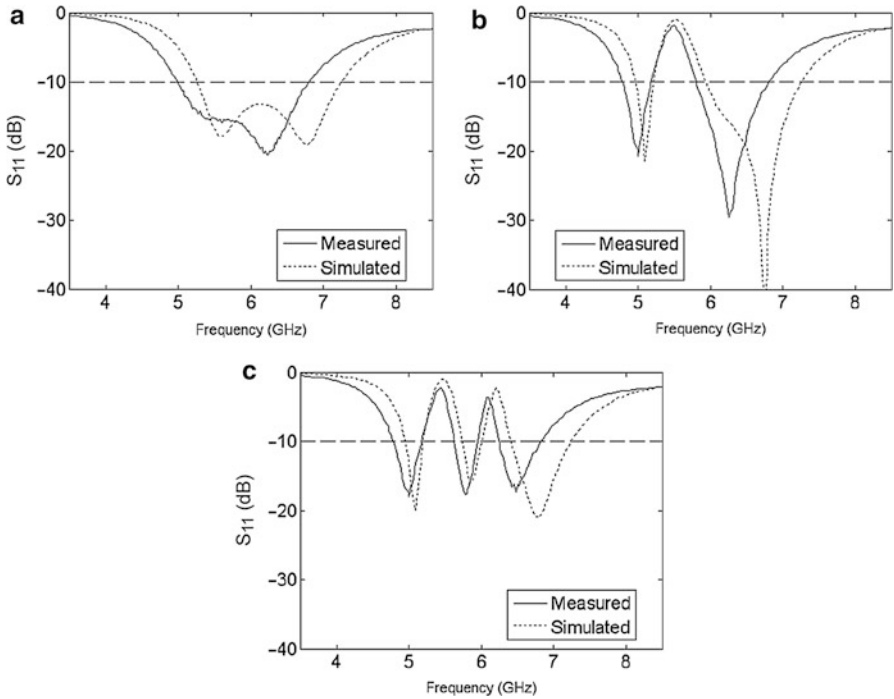 a
0
−10
−20
−30
−40
S11 (dB)
4 5 6 7 8
Frequency (GHz)
Measured
Simulated
b
0
−10
−20
−30
−40
S11 (dB)
4 5 6 7 8
Frequency (GHz)
Measured
Simulated
c
0
−10
−20
−30
−40
S11 (dB)
4 5 6 7 8
Frequency (GHz)
Measured
Simulated